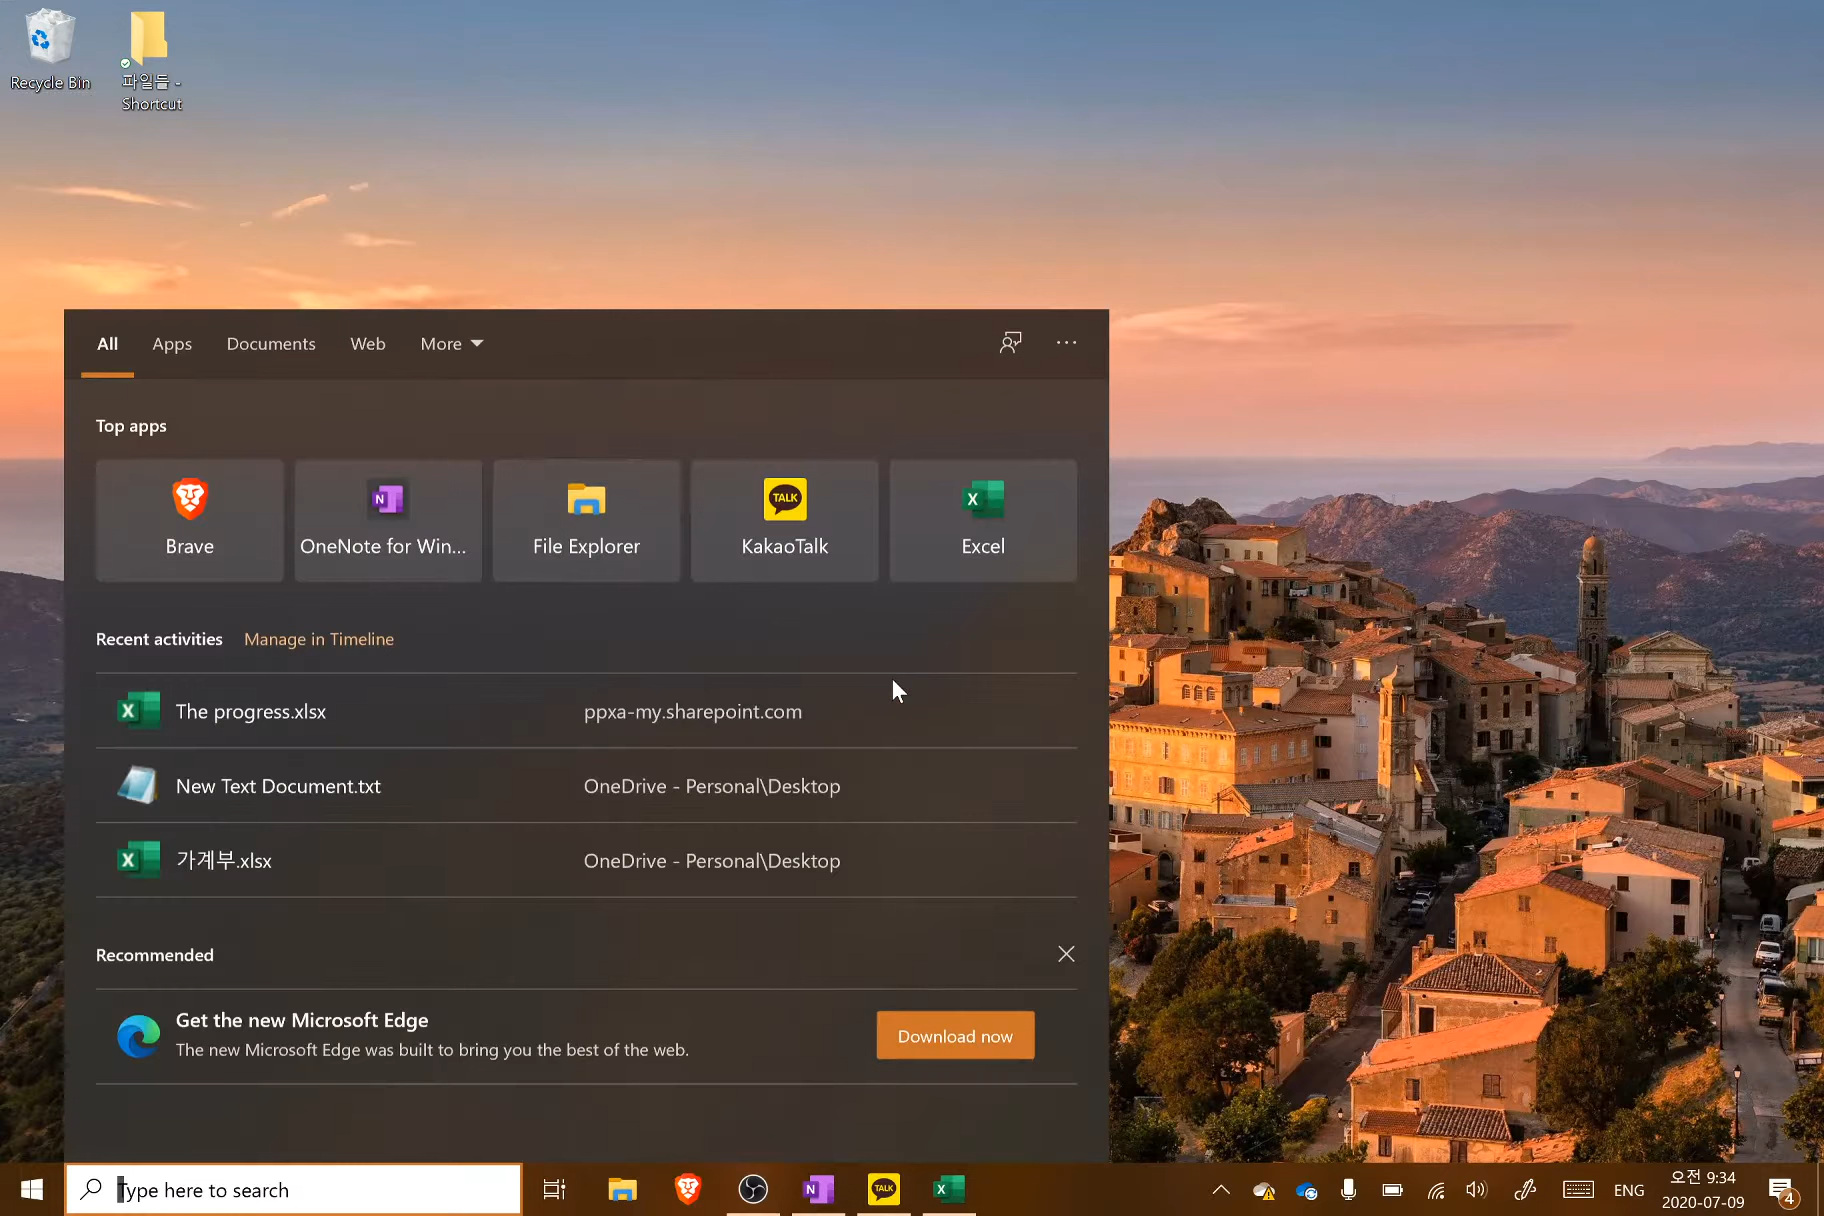 Recycle Bin
파일들 -
Shortcut
All Apps Documents Web More
Top apps
Brave OneNote for Win... File Explorer KakaoTalk Excel
Recent activities Manage in Timeline
The progress.xlsx ppxa-my.sharepoint.com
New Text Document.txt OneDrive - Personal\Desktop
가계부.xlsx OneDrive - Personal\Desktop
Recommended
Get the new Microsoft Edge
The new Microsoft Edge was built to bring you the best of the web.
Download now
Type here to search
ENG
오전 9:34
2020-07-09
4
TALK
TALK